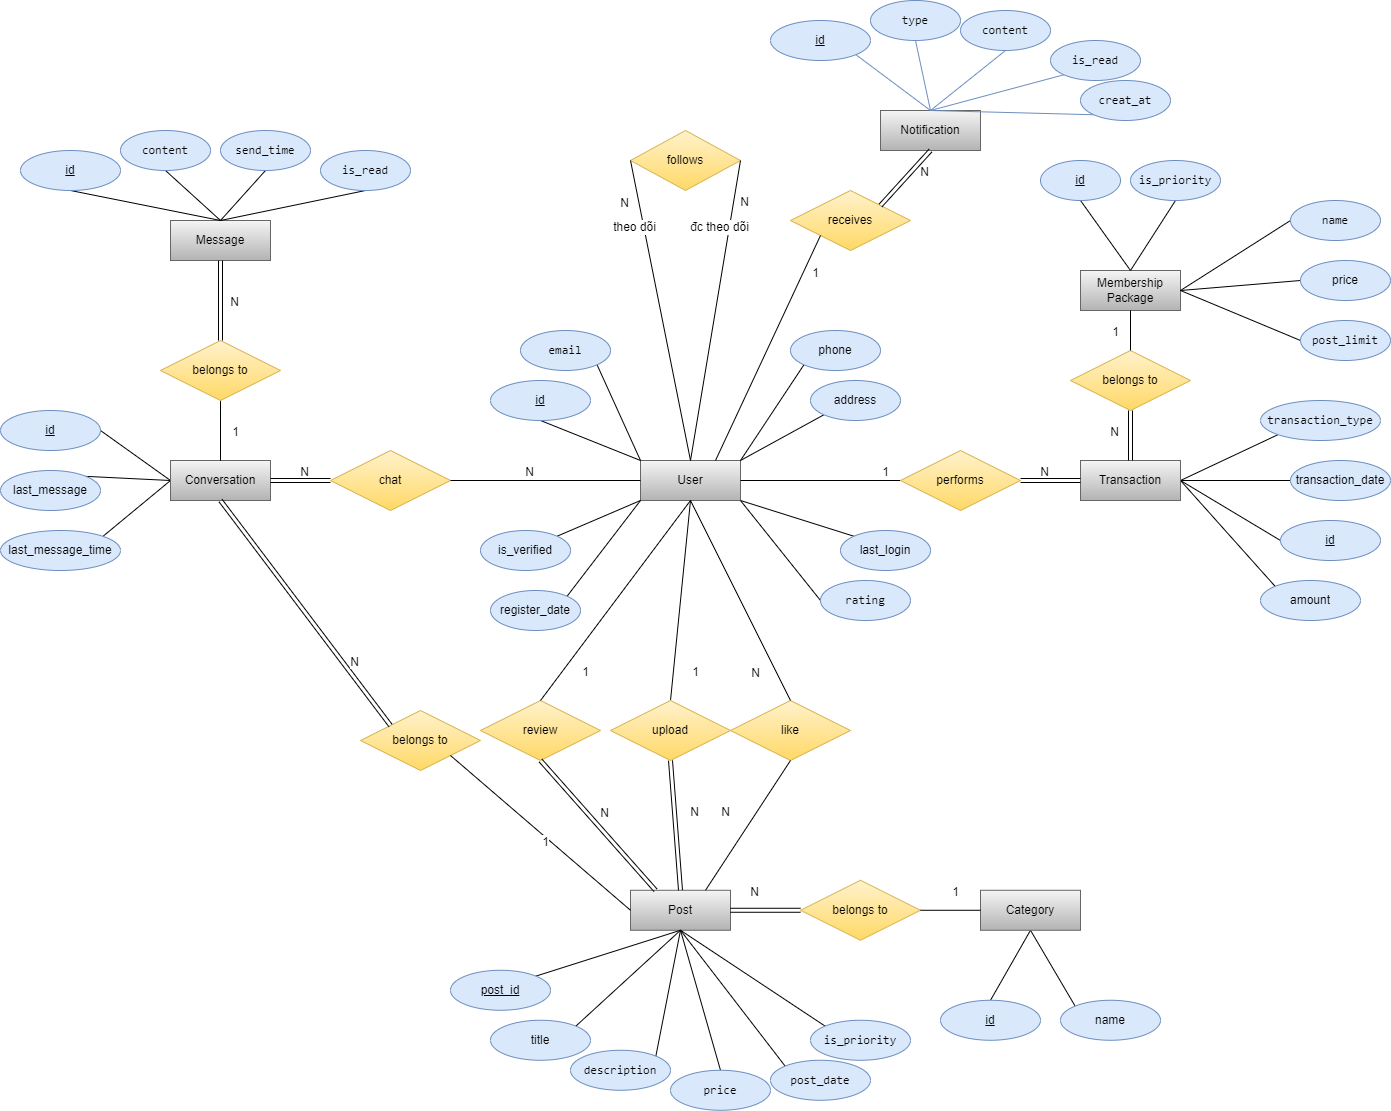 type
content
id
is_read
creat_at
Notification
content
send_time
id
is_read
follows
N
id
is_priority
N
N
theo dõi
đc theo dõi
receives
name
Message
1
Membership
Package
price
N
email
phone
1
post_limit
belongs to
id
address
belongs to
id
1
N
transaction_type
last_message
Conversation
N
chat
N
User
1
performs
N
Transaction
transaction_date
last_message_time
is_verified
last_login
id
register_date
rating
amount
N
1
1
N
belongs to
review
upload
like
1
N
N
N
Post
N
belongs to
1
Category
post_id
title
description
price
post_date
is_priority
id
name